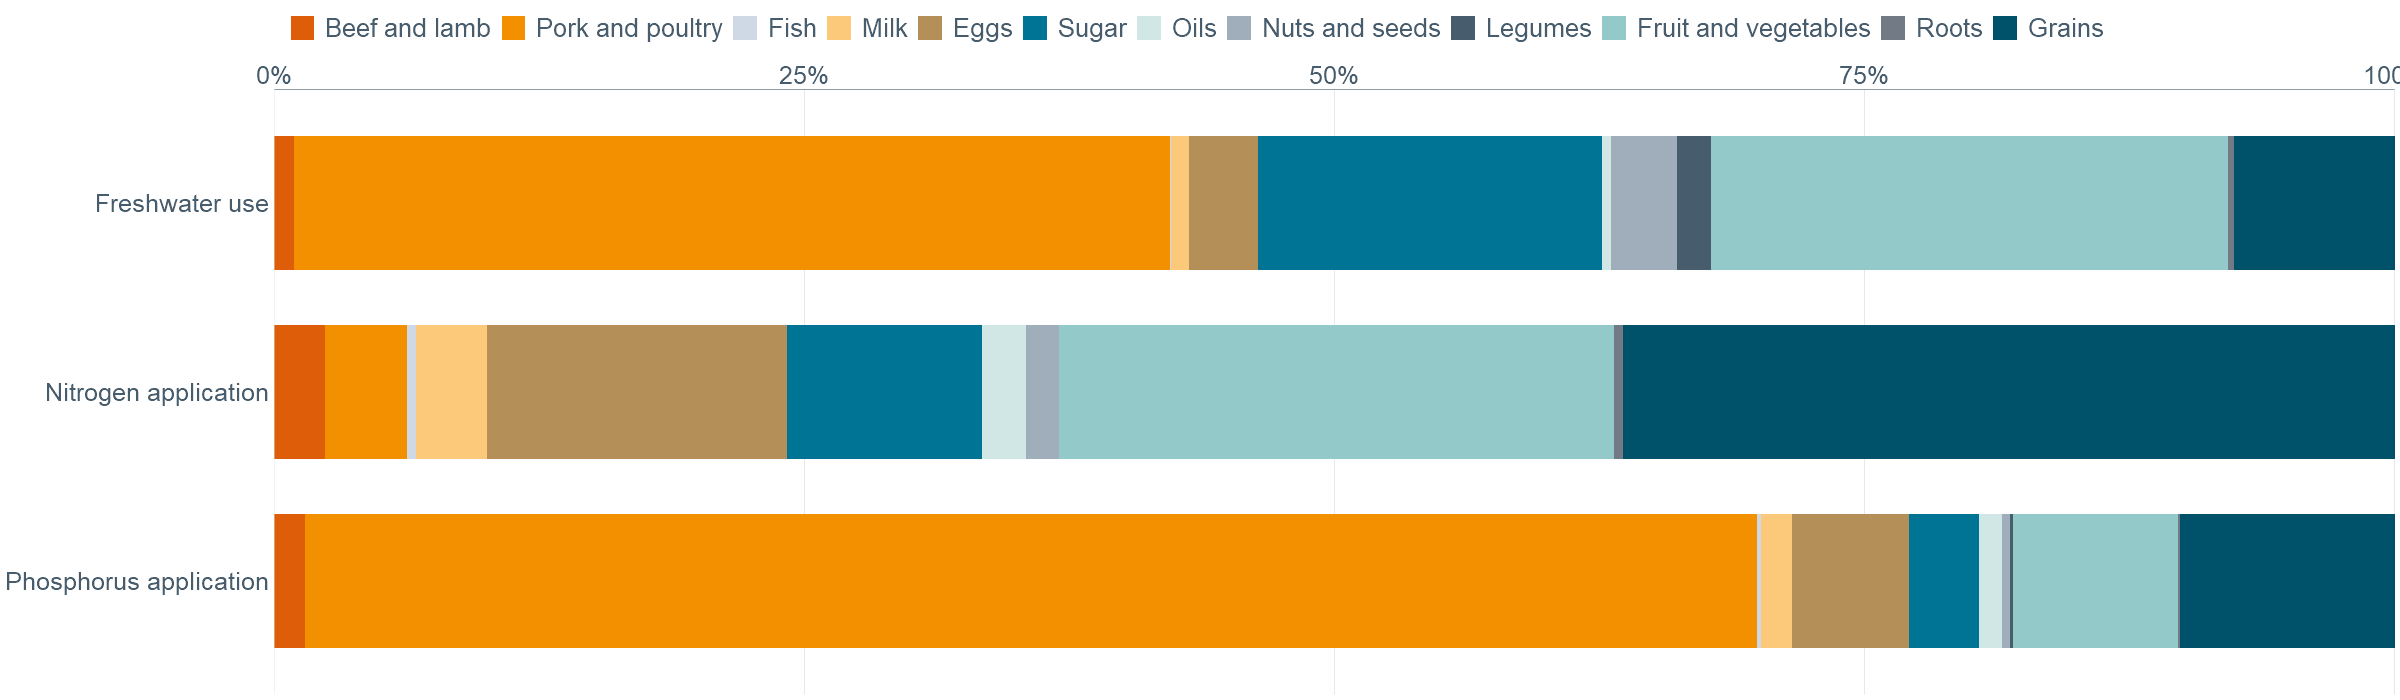 Beef and lamb Pork and poultry Fish Milk Eggs Sugar Oils Nuts and seeds Legumes Fruit and vegetables Roots Grains
0% 25% 50% 75% 100
Freshwater use
Nitrogen application
Phosphorus application